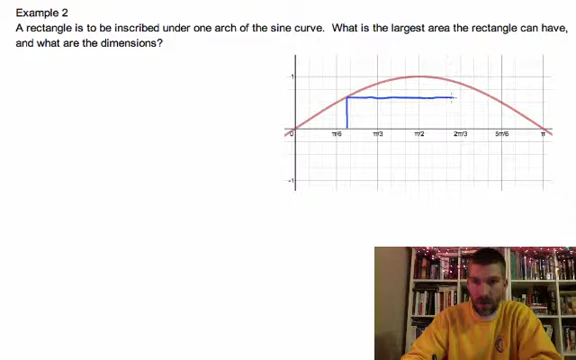 Example 2
A rectangle is to be inscribed under one arch of the sine curve. What is the largest area the rectangle can have,
and what are the dimensions?
1
0 π/6 π/3 π/2 2π/3 5π/6 π
-1